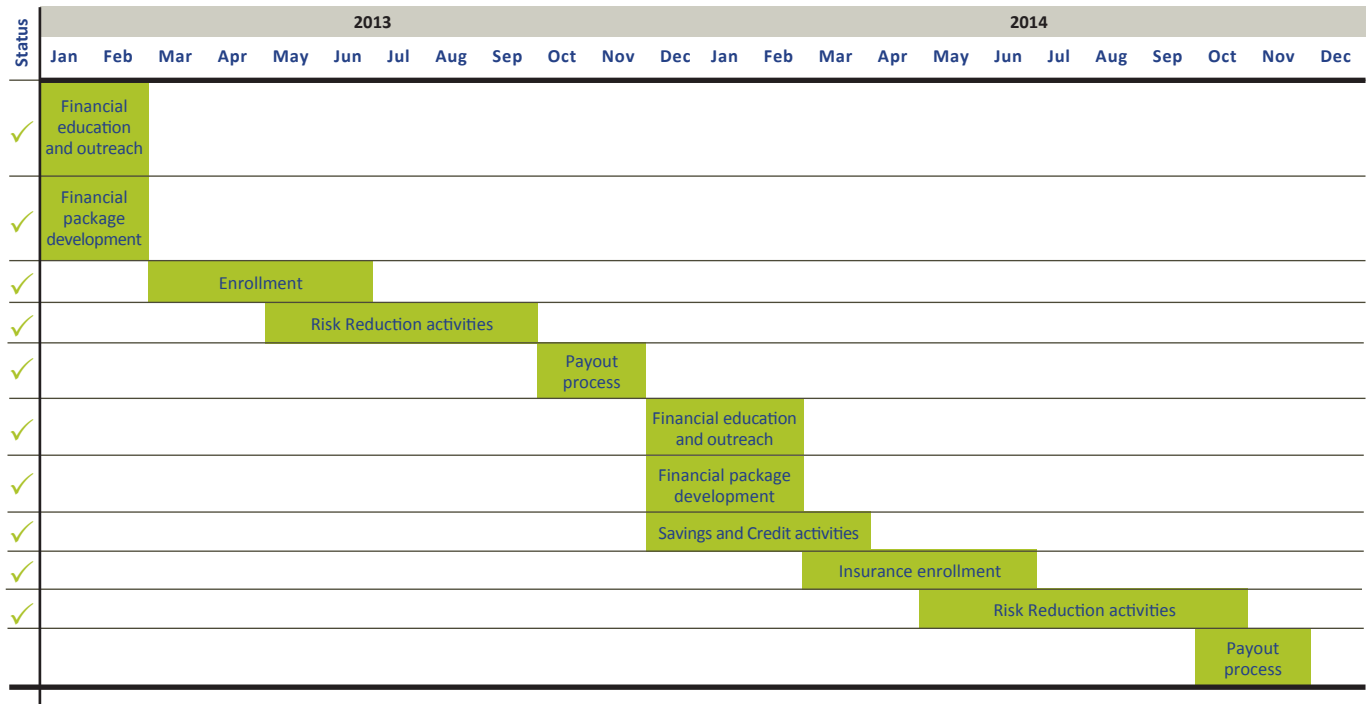 Status
2013 2014
Jan Feb Mar Apr May Jun Jul Aug Sep Oct Nov Dec Jan Feb Mar Apr May Jun Jul Aug Sep Oct Nov Dec
Financial
education
and outreach
Financial
package
development
Enrollment
Risk Reduction activities
Payout
process
Financial education
and outreach
Financial package
development
Savings and Credit activities
Insurance enrollment
Risk Reduction activities
Payout
process